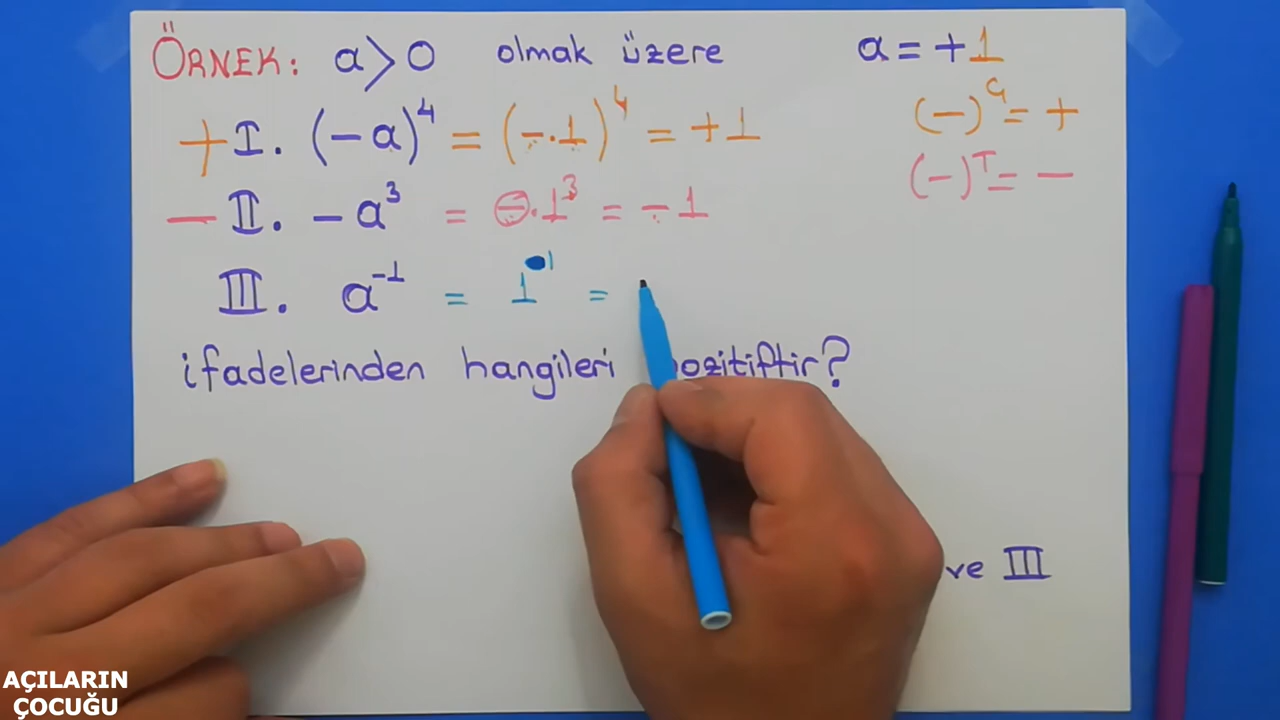 ÖRNEK: a>0 olmak üzere a=+1
+ I. (-a)⁴ = (-.1)⁴ = +1 (-)ᶜ = +
- II. -a³ = -.1³ = -1 (-)ᵀ = -
III. a⁻¹ = 1 =
ifadelerinden hangileri pozitiftir?
ve III
AÇILARIN
ÇOCUĞU